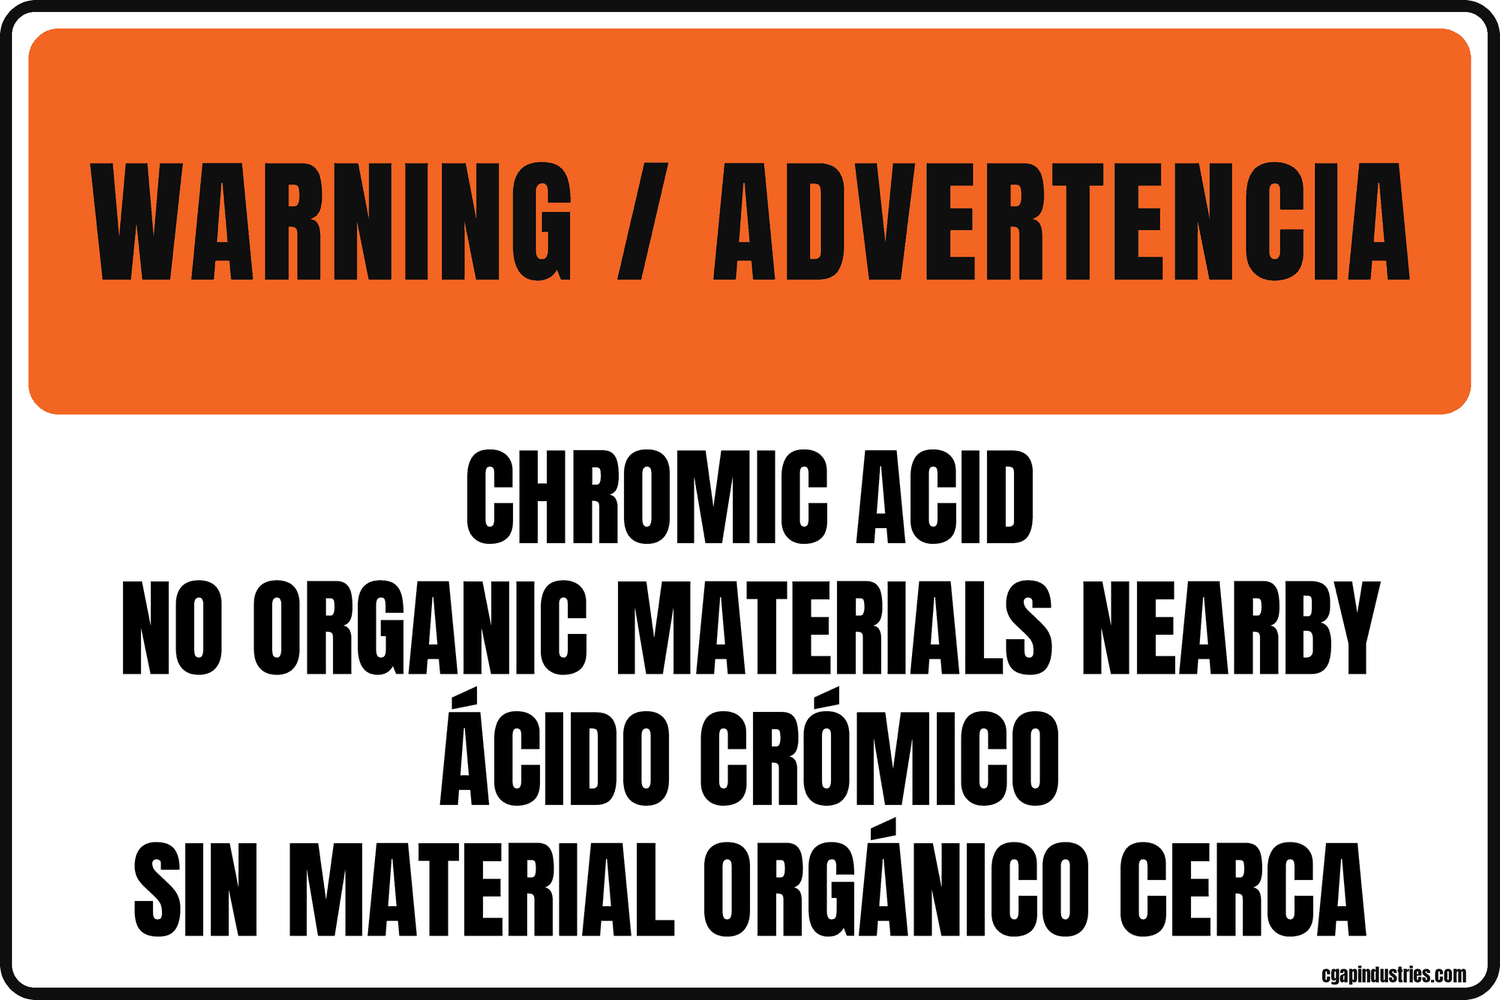 WARNING / ADVERTENCIA
CHROMIC ACID
NO ORGANIC MATERIALS NEARBY
ÁCIDO CRÓMICO
SIN MATERIAL ORGÁNICO CERCA
cgapindustries.com